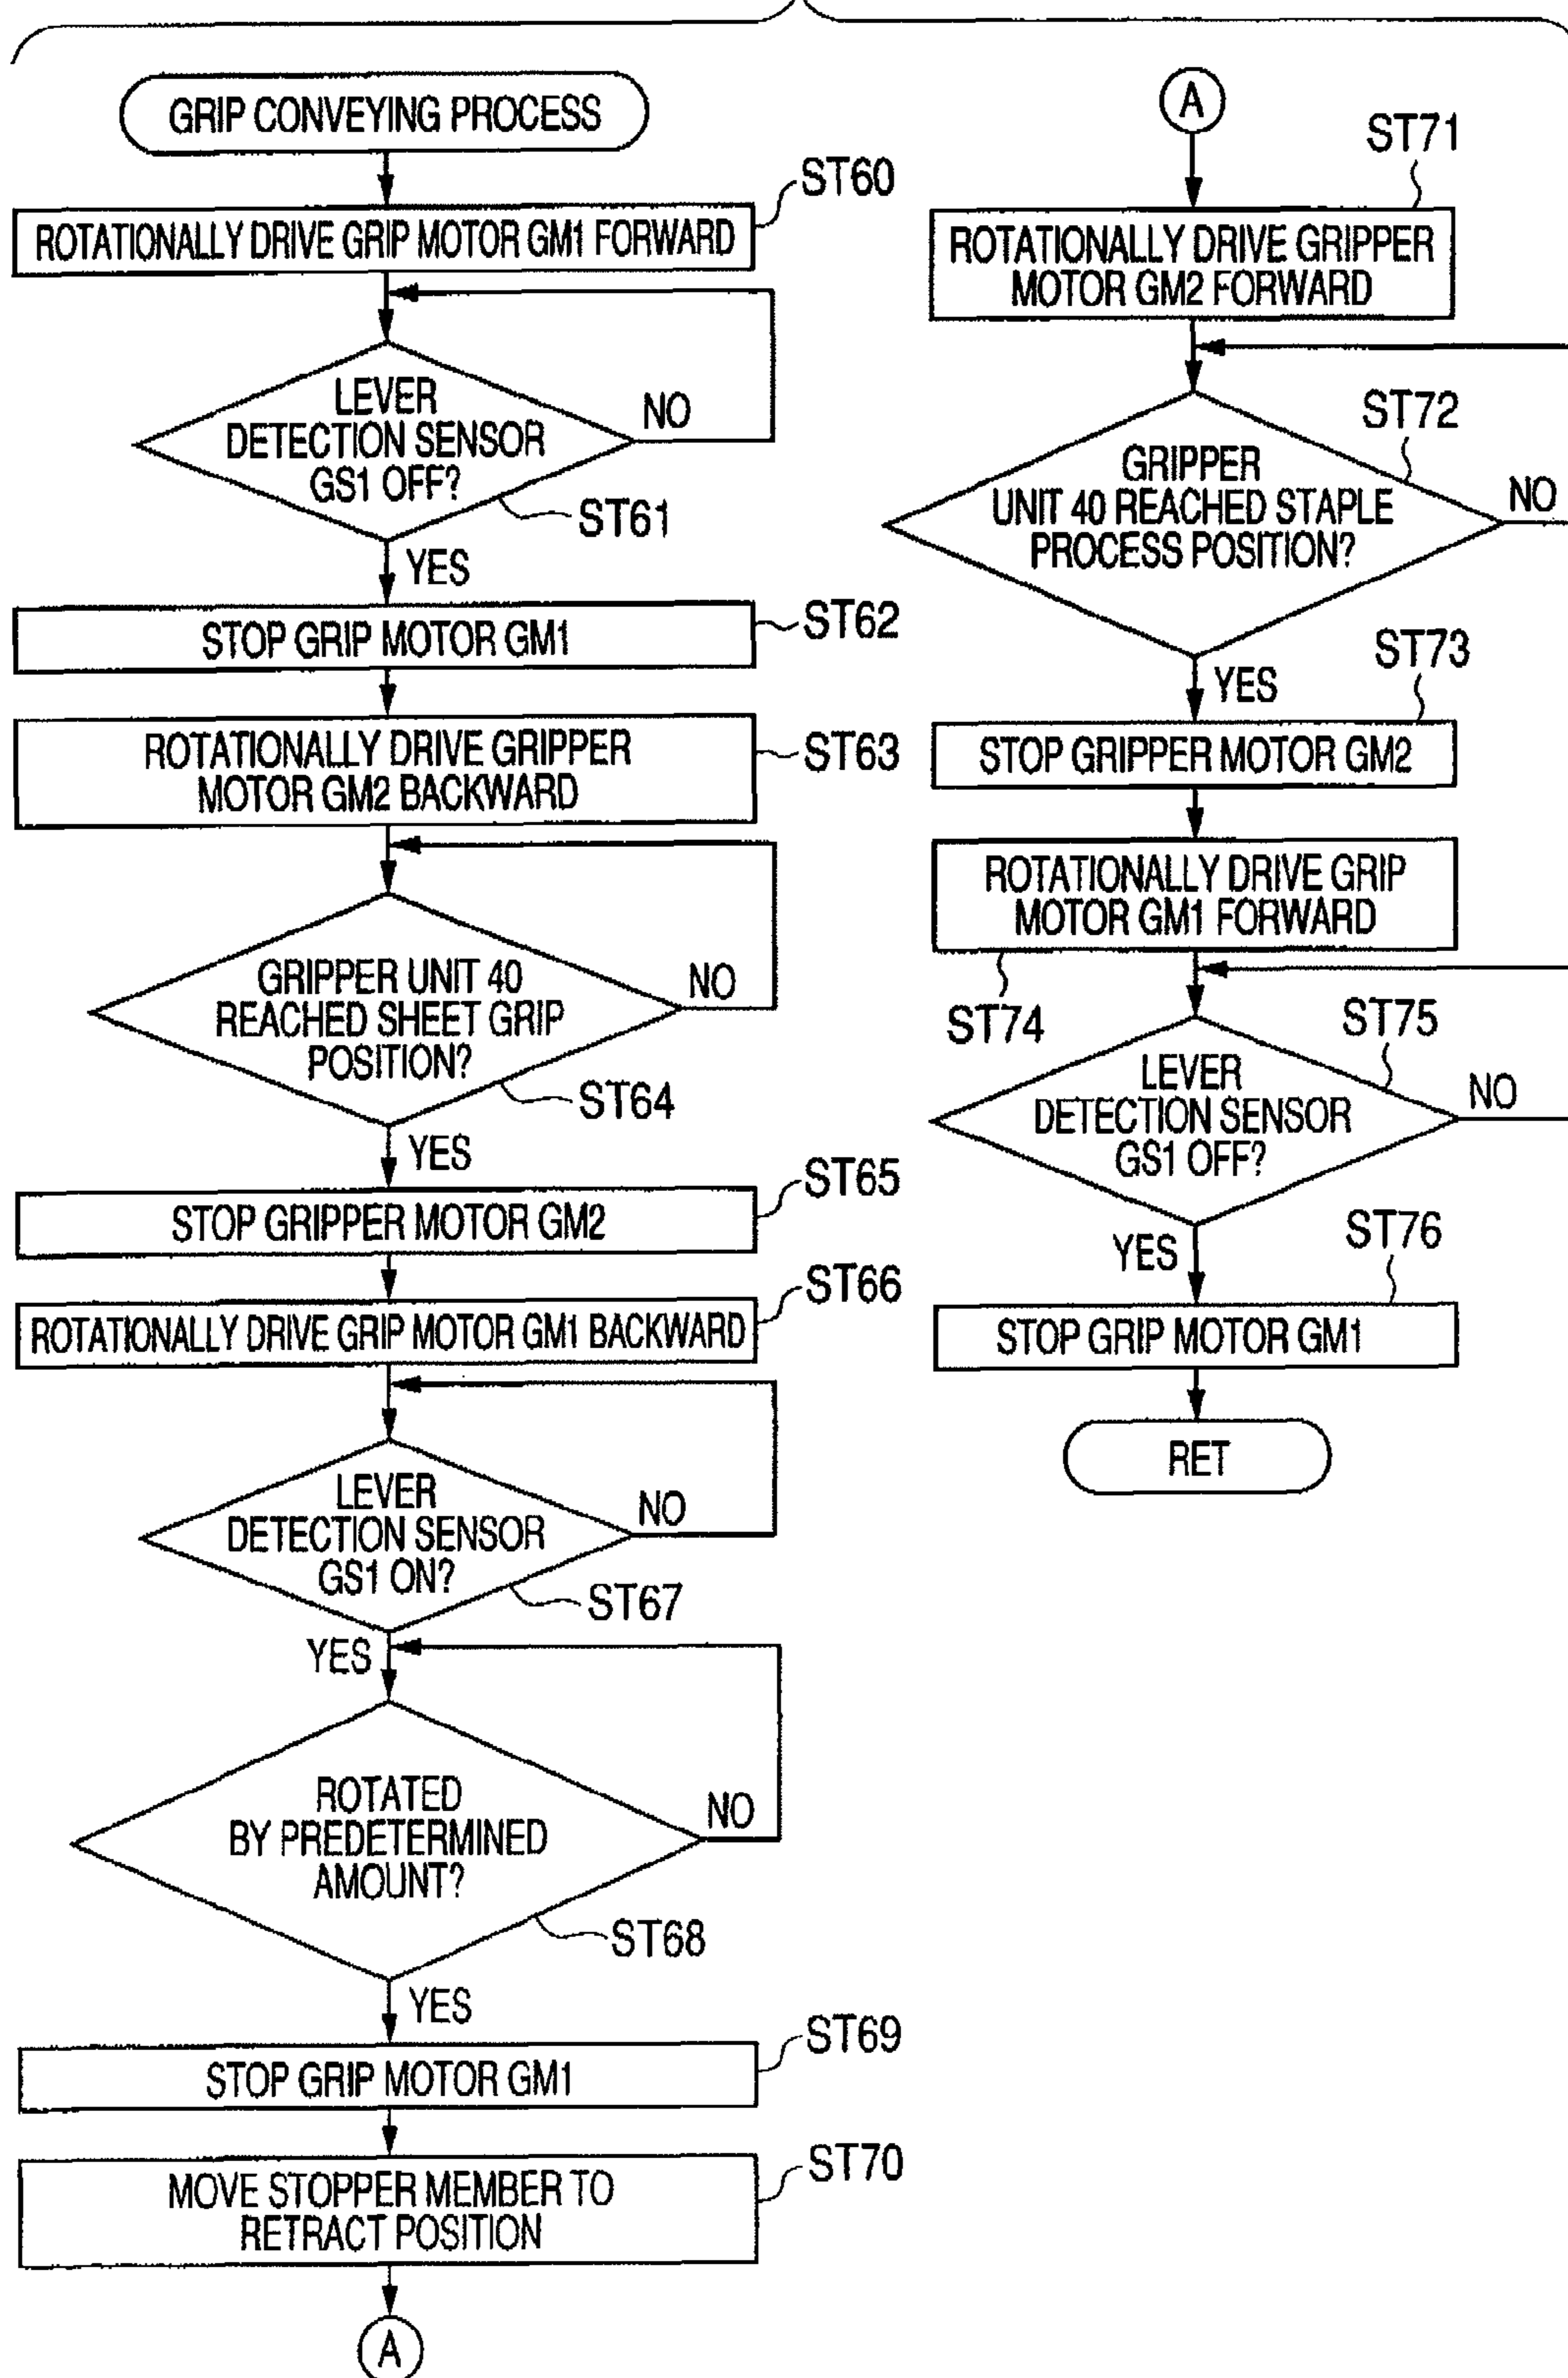 GRIP CONVEYING PROCESS
ST60
ROTATIONALLY DRIVE GRIP MOTOR GM1 FORWARD
LEVER
DETECTION SENSOR
GS1 OFF?
NO
ST61
YES
ST62
STOP GRIP MOTOR GM1
ROTATIONALLY DRIVE GRIPPER
MOTOR GM2 BACKWARD
ST63
GRIPPER UNIT 40
REACHED SHEET GRIP
POSITION?
NO
ST64
YES
ST65
STOP GRIPPER MOTOR GM2
ST66
ROTATIONALLY DRIVE GRIP MOTOR GM1 BACKWARD
LEVER
DETECTION SENSOR
GS1 ON?
NO
ST67
YES
ROTATED
BY PREDETERMINED
AMOUNT?
NO
ST68
YES
ST69
STOP GRIP MOTOR GM1
ST70
MOVE STOPPER MEMBER TO
RETRACT POSITION
A
A
ST71
ROTATIONALLY DRIVE GRIPPER
MOTOR GM2 FORWARD
ST72
GRIPPER
UNIT 40 REACHED STAPLE
PROCESS POSITION?
NO
YES
ST73
STOP GRIPPER MOTOR GM2
ROTATIONALLY DRIVE GRIP
MOTOR GM1 FORWARD
ST74
ST75
LEVER
DETECTION SENSOR
GS1 OFF?
NO
YES
ST76
STOP GRIP MOTOR GM1
RET